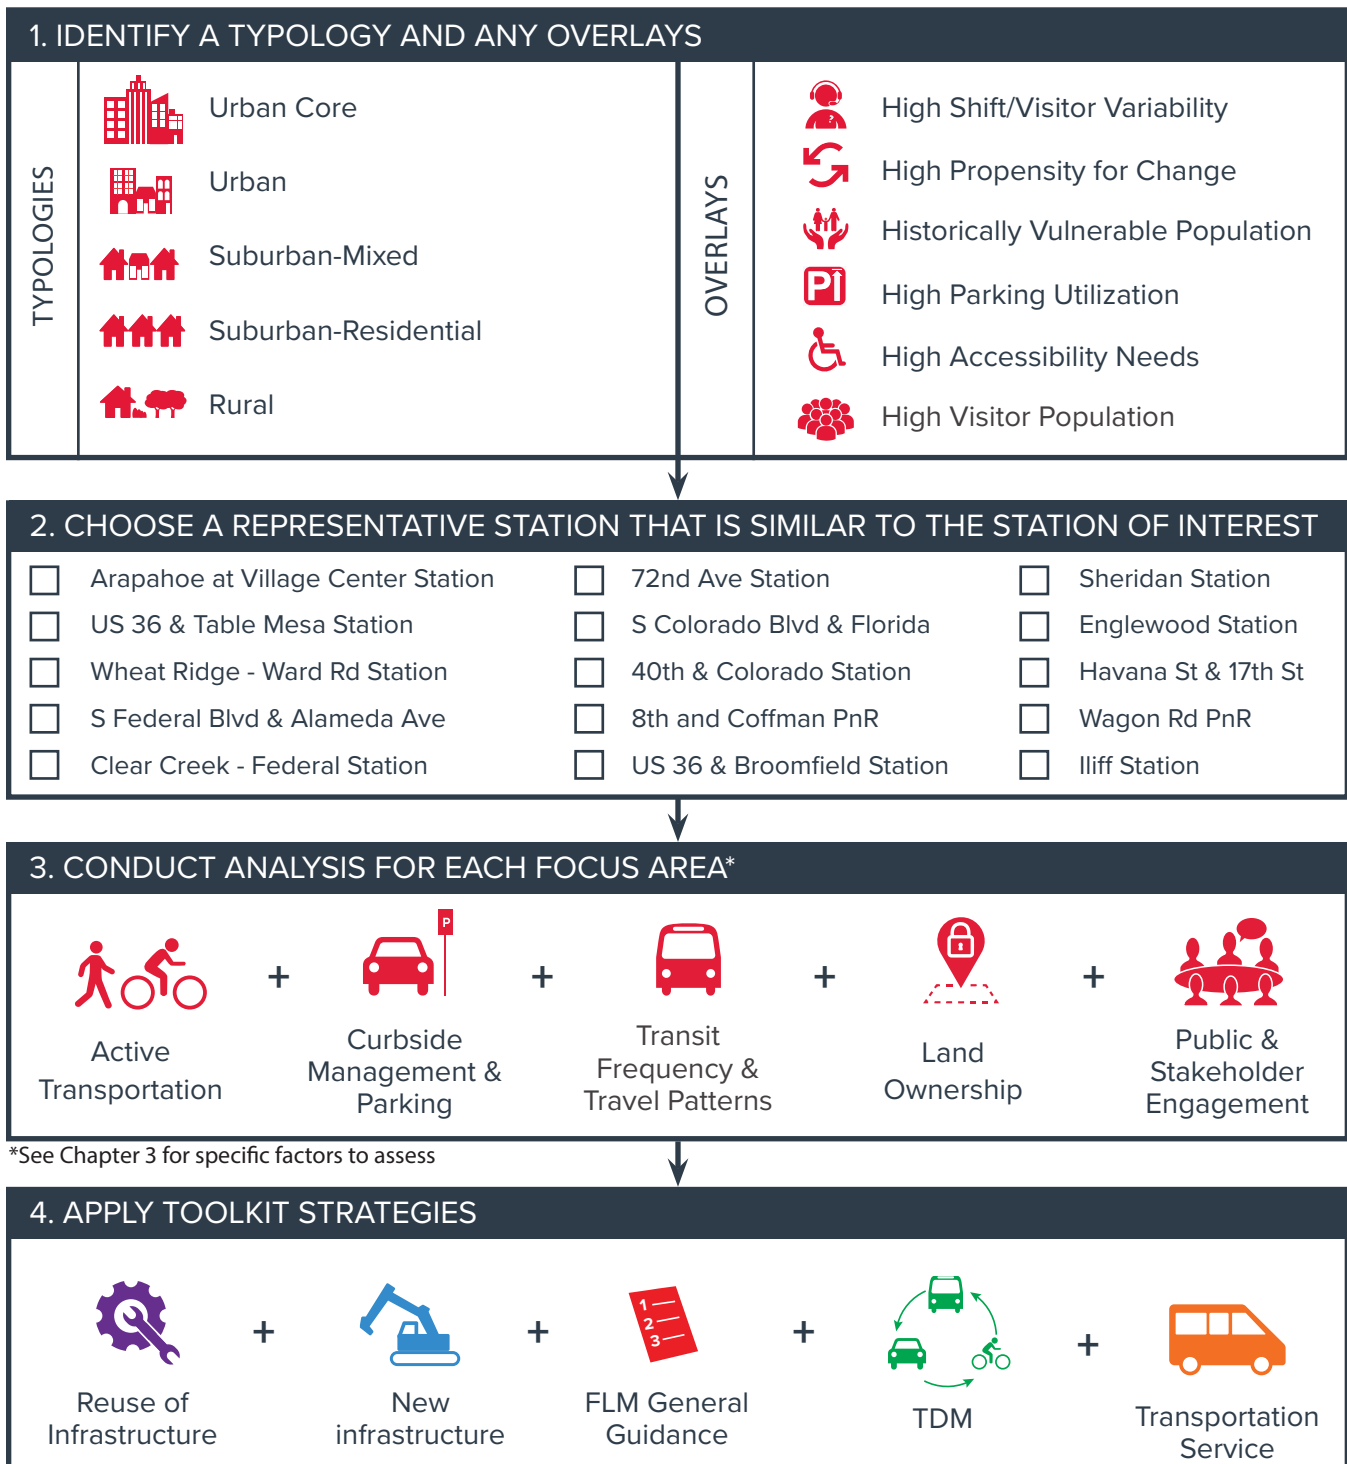 1. IDENTIFY A TYPOLOGY AND ANY OVERLAYS
TYPOLOGIES
Urban Core
Urban
Suburban-Mixed
Suburban-Residential
Rural
OVERLAYS
?
High Shift/Visitor Variability
High Propensity for Change
Historically Vulnerable Population
P
High Parking Utilization
High Accessibility Needs
High Visitor Population
2. CHOOSE A REPRESENTATIVE STATION THAT IS SIMILAR TO THE STATION OF INTEREST
Arapahoe at Village Center Station
US 36 & Table Mesa Station
Wheat Ridge - Ward Rd Station
S Federal Blvd & Alameda Ave
Clear Creek - Federal Station
72nd Ave Station
S Colorado Blvd & Florida
40th & Colorado Station
8th and Coffman PnR
US 36 & Broomfield Station
Sheridan Station
Englewood Station
Havana St & 17th St
Wagon Rd PnR
Iliff Station
3. CONDUCT ANALYSIS FOR EACH FOCUS AREA*
Active
Transportation
+
P
Curbside
Management &
Parking
+
Transit
Frequency &
Travel Patterns
+
Land
Ownership
+
Public &
Stakeholder
Engagement
*See Chapter 3 for specific factors to assess
4. APPLY TOOLKIT STRATEGIES
Reuse of
Infrastructure
+
New
infrastructure
+
1
2
3
FLM General
Guidance
+
TDM
+
Transportation
Service